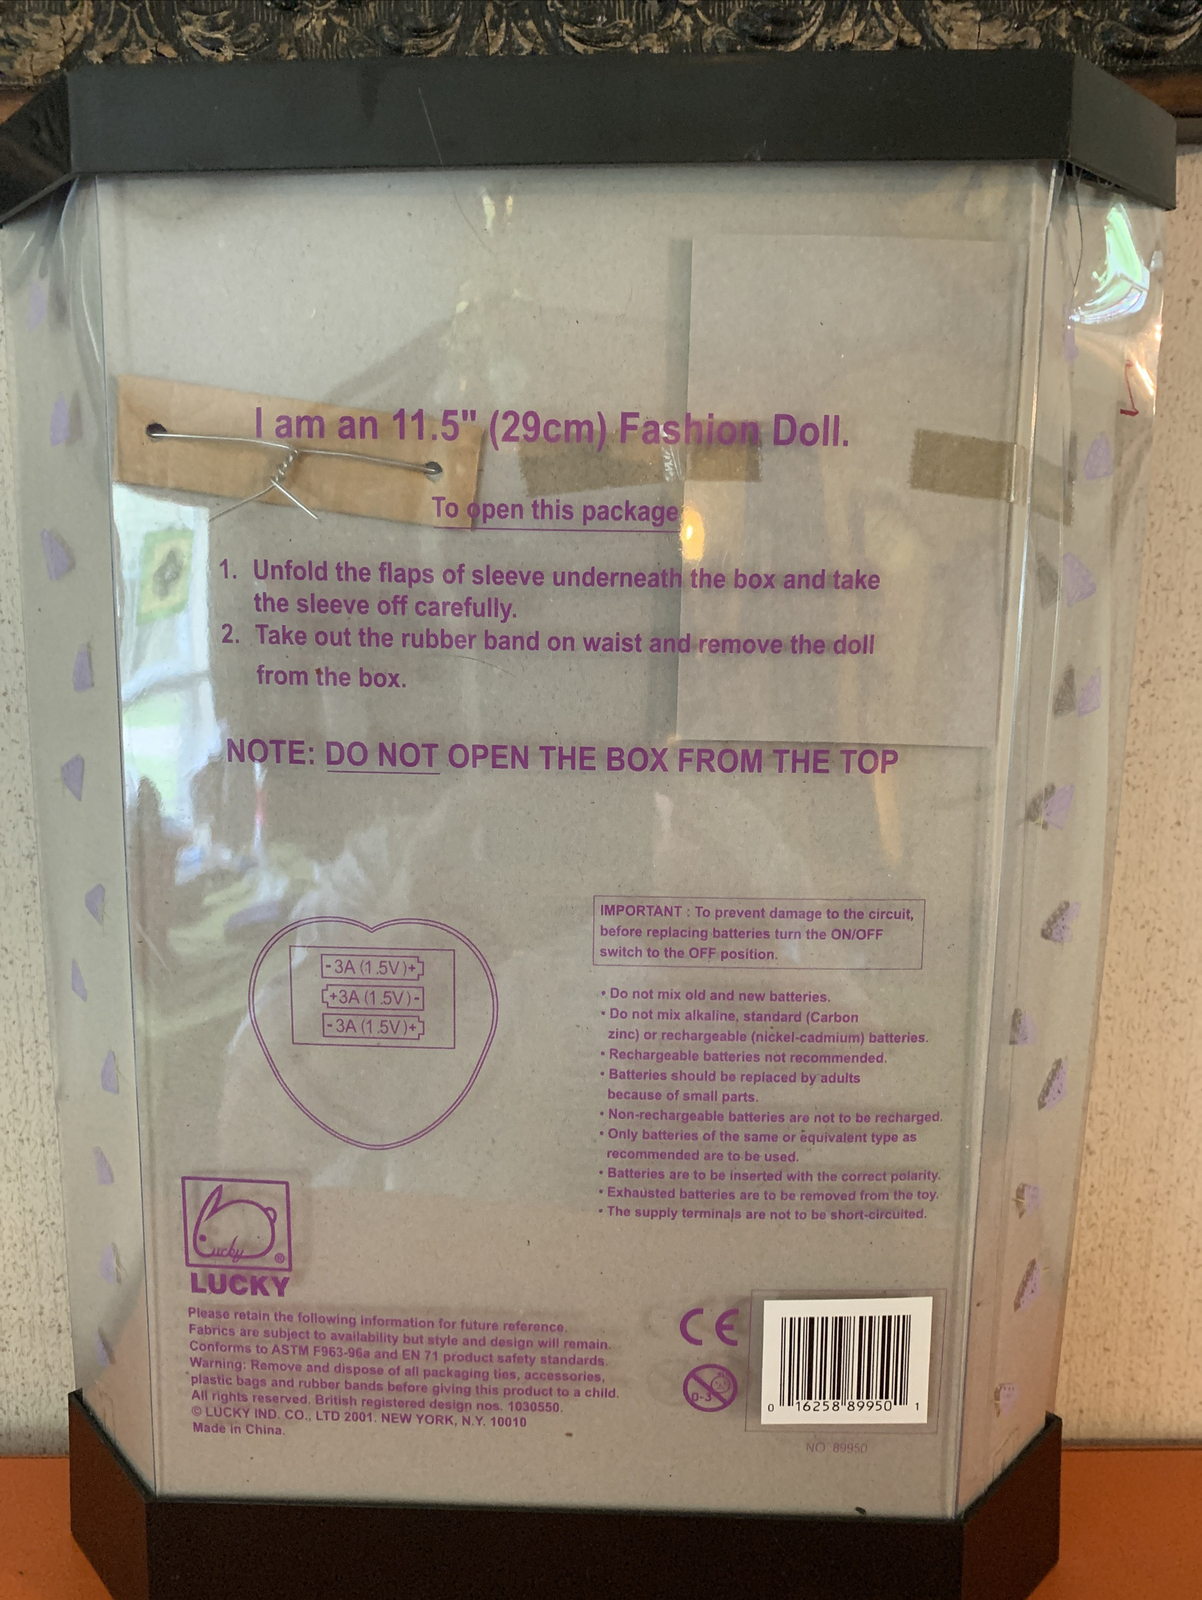 I am an 11.5" (29cm) Fashion Doll.
To open this package
1. Unfold the flaps of sleeve underneath the box and take
the sleeve off carefully.
2. Take out the rubber band on waist and remove the doll
from the box.
NOTE: DO NOT OPEN THE BOX FROM THE TOP
- 3A (1.5V) +
+ 3A (1.5V) -
- 3A (1.5V) +
IMPORTANT : To prevent damage to the circuit,
before replacing batteries turn the ON/OFF
switch to the OFF position.
• Do not mix old and new batteries.
• Do not mix alkaline, standard (Carbon
zinc) or rechargeable (nickel-cadmium) batteries.
• Rechargeable batteries not recommended.
• Batteries should be replaced by adults
because of small parts.
• Non-rechargeable batteries are not to be recharged.
• Only batteries of the same or equivalent type as
recommended are to be used.
• Batteries are to be inserted with the correct polarity.
• Exhausted batteries are to be removed from the toy.
• The supply terminals are not to be short-circuited.
Lucky ®
LUCKY
Please retain the following information for future reference.
Fabrics are subject to availability but style and design will remain.
Conforms to ASTM F963-96a and EN 71 product safety standards.
Warning: Remove and dispose of all packaging ties, accessories,
plastic bags and rubber bands before giving this product to a child.
All rights reserved. British registered design nos. 1030550.
© LUCKY IND. CO., LTD 2001. NEW YORK, N.Y. 10010
Made in China.
CE
0-3
0 16258 89950 1
NO. 89950